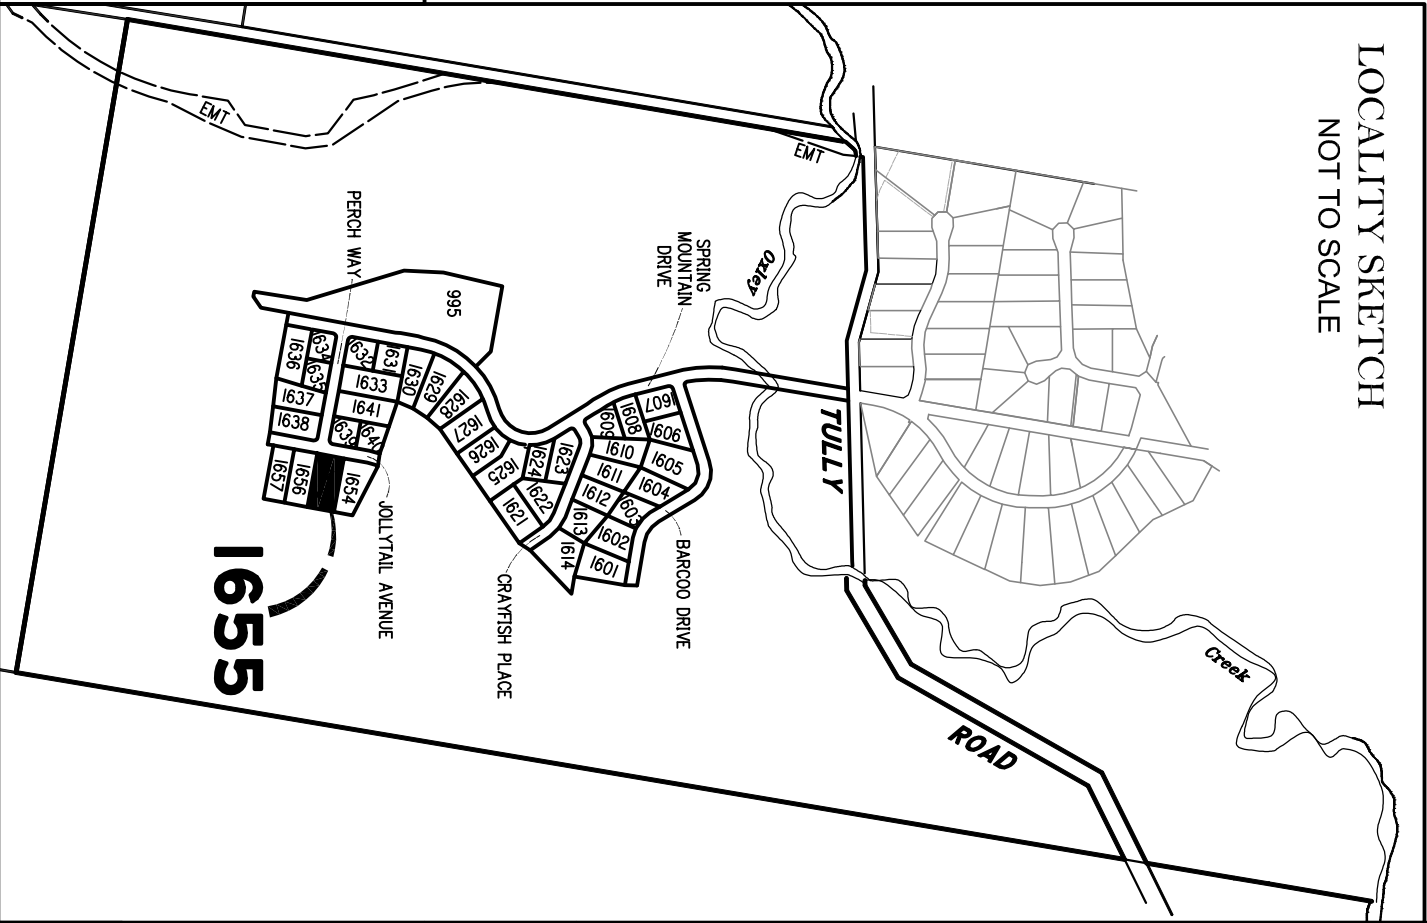 LOCALITY SKETCH
NOT TO SCALE
Creek
ROAD
TULLY
Oxley
EMT
EMT
SPRING
MOUNTAIN
DRIVE
BARCOO DRIVE
CRAYFISH PLACE
JOLLYTAIL AVENUE
PERCH WAY
995
1607
1606
1608
1609
1605
1610
1604
1611
1603
1612
1602
1613
1601
1614
1623
1624
1622
1625
1621
1626
1627
1628
1629
1630
1631
1632
1633
1641
1640
1639
1634
1635
1636
1637
1638
1654
1656
1657
1655